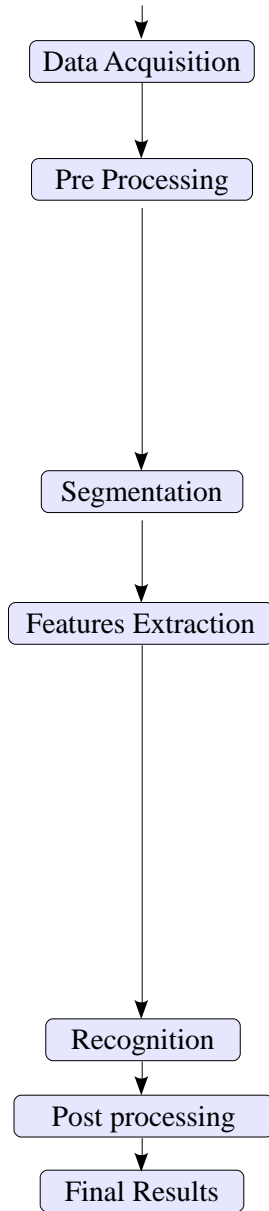 Data Acquisition
Pre Processing
Segmentation
Features Extraction
Recognition
Post processing
Final Results